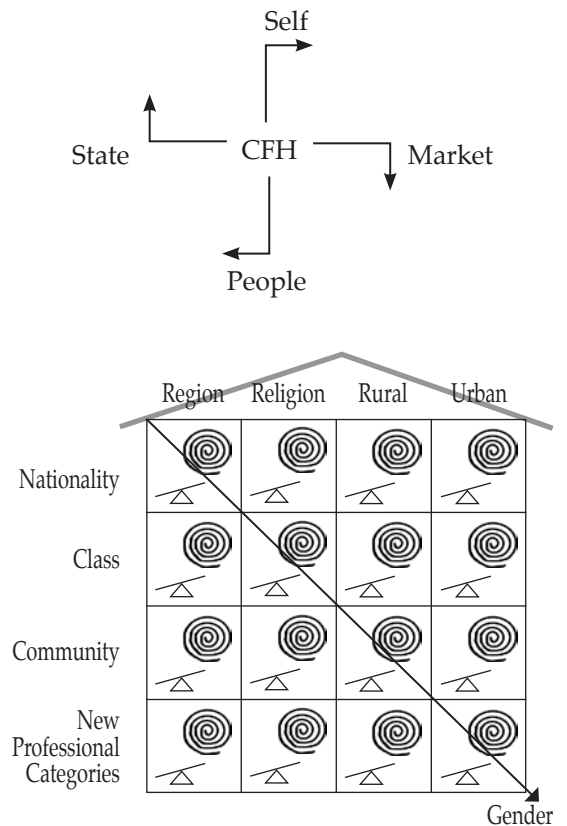 Self
State
CFH
Market
People
Region Religion Rural Urban
Nationality
Class
Community
New
Professional
Categories
Gender